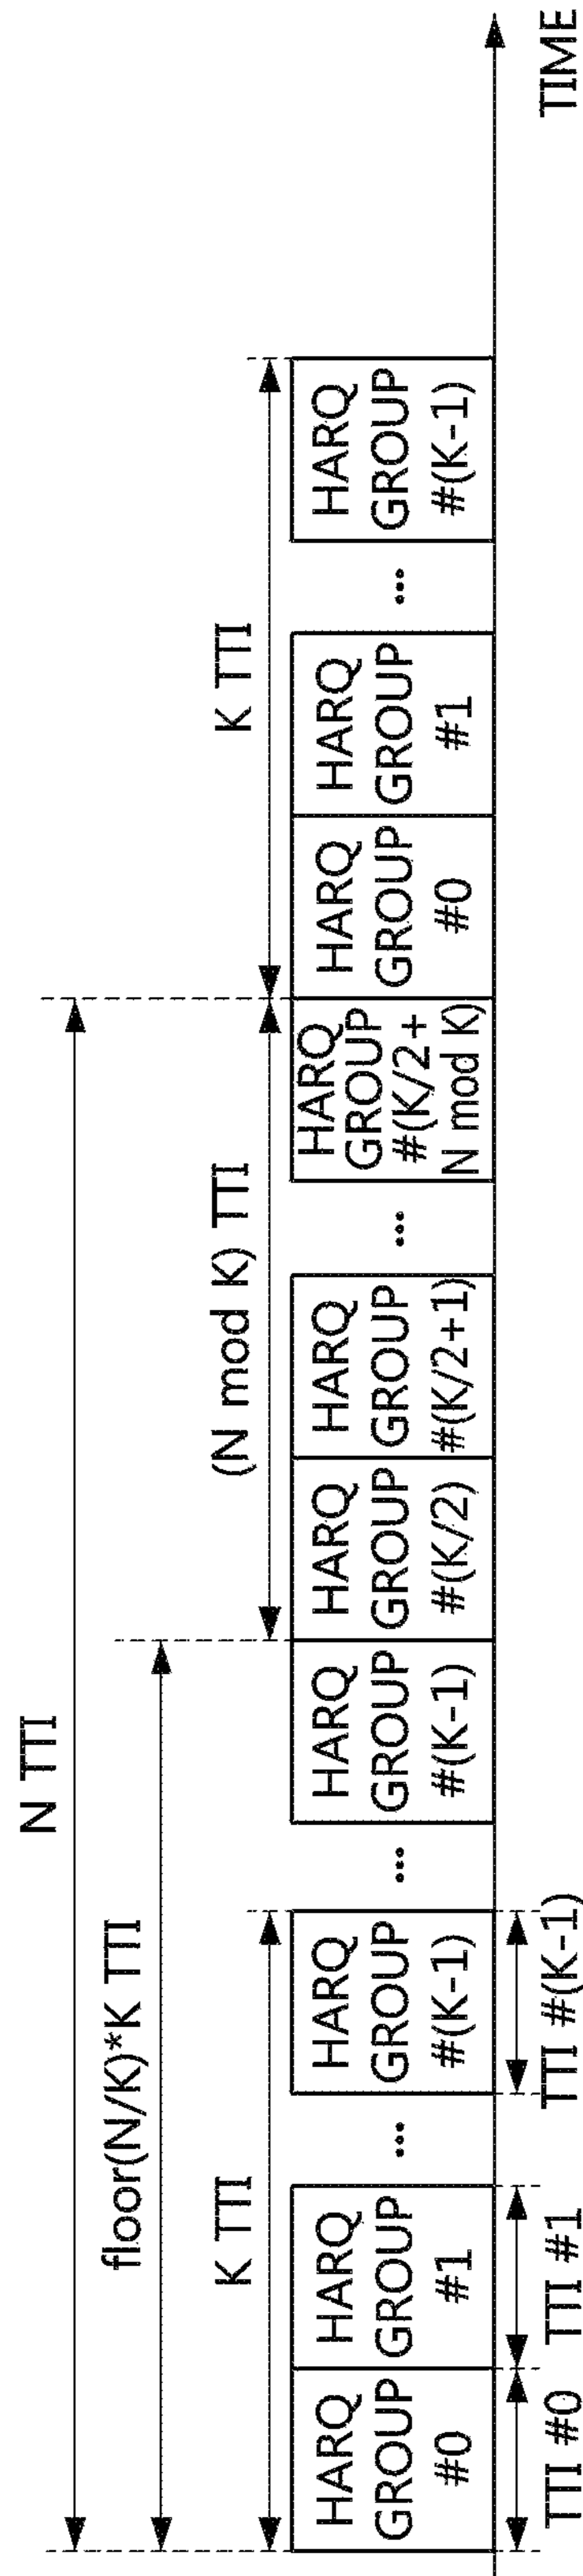 N TTI
floor(N/K)*K TTI
K TTI
(N mod K) TTI
K TTI
HARQ
GROUP
#0
HARQ
GROUP
#1
...
HARQ
GROUP
#(K-1)
...
HARQ
GROUP
#(K-1)
HARQ
GROUP
#(K/2)
HARQ
GROUP
#(K/2+1)
...
HARQ
GROUP
#(K/2+
N mod K)
HARQ
GROUP
#0
HARQ
GROUP
#1
...
HARQ
GROUP
#(K-1)
TTI #0
TTI #1
TTI #(K-1)
TIME